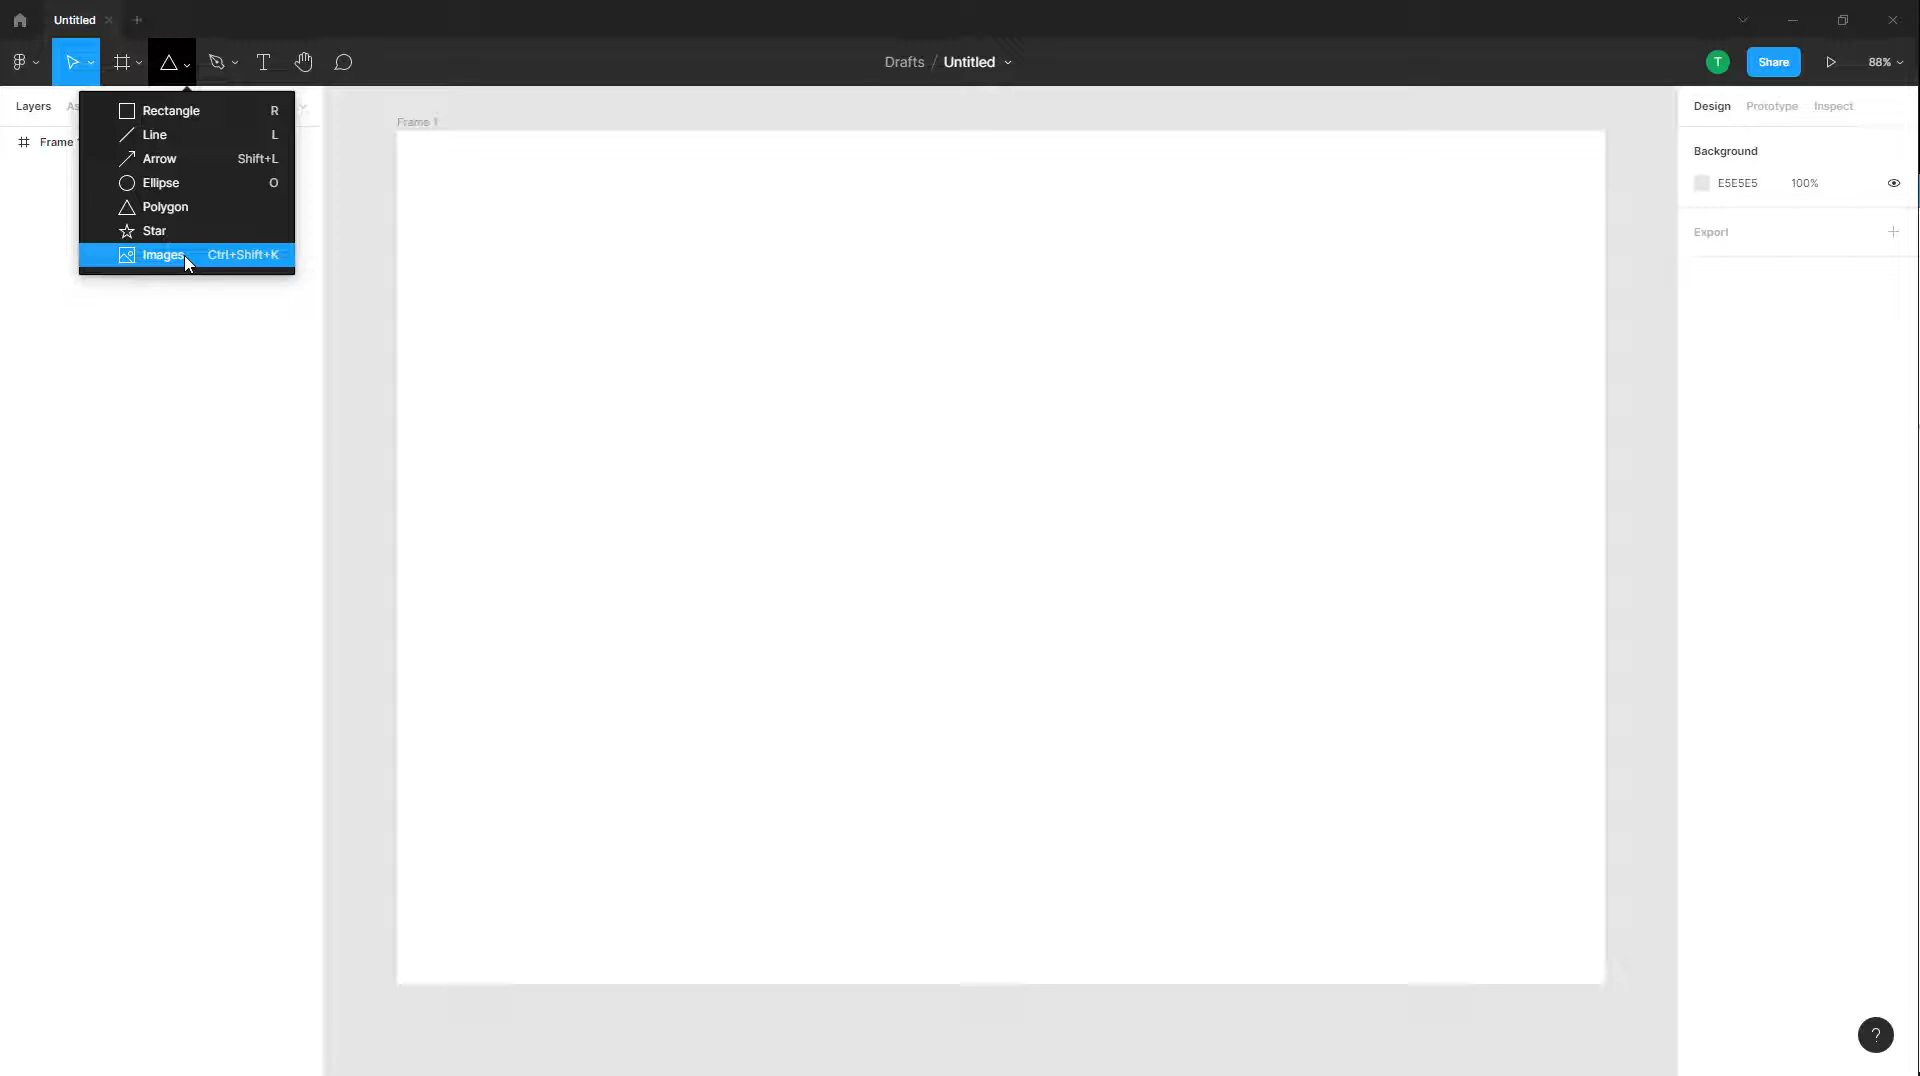 Untitled
Drafts / Untitled
T
Share
88%
Layers
As
Frame 1
Rectangle R
Line L
Arrow Shift+L
Ellipse O
Polygon
Star
Images Ctrl+Shift+K
Frame 1
Design Prototype Inspect
Background
E5E5E5 100%
Export
?